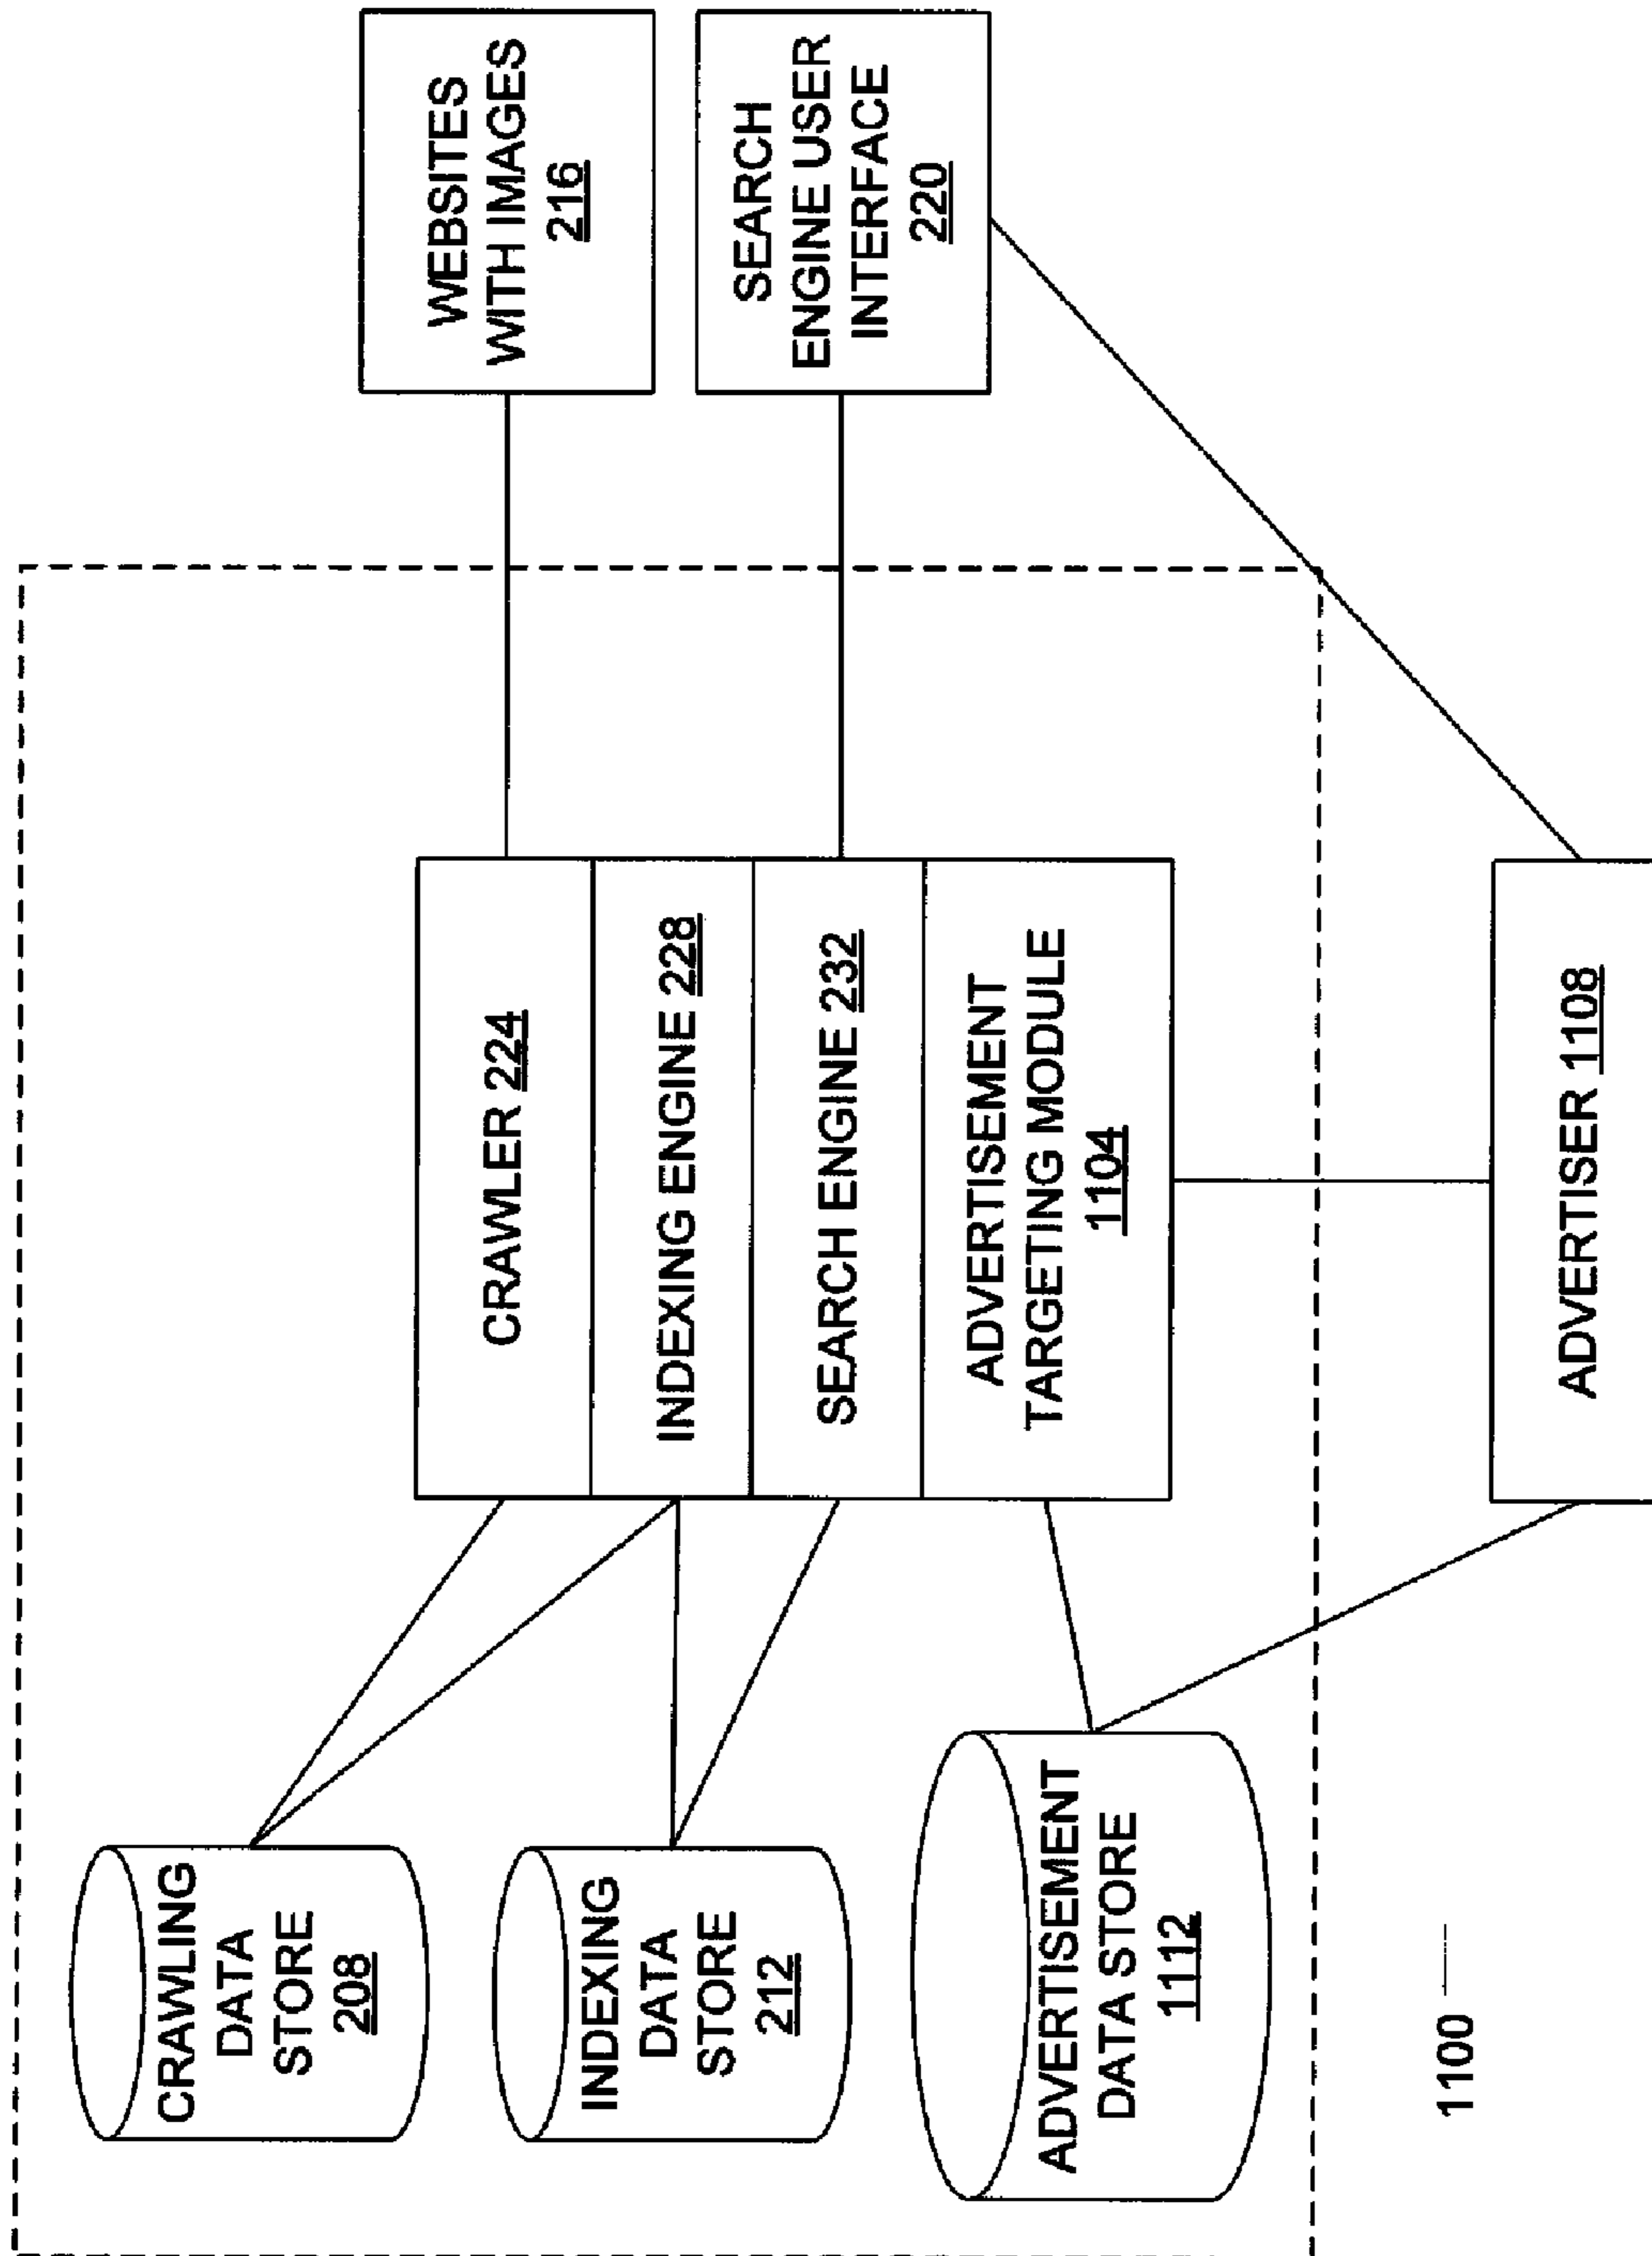 CRAWLING
DATA
STORE
208
INDEXING
DATA
STORE
212
ADVERTISEMENT
DATA STORE
1112
1100
CRAWLER 224
INDEXING ENGINE 228
SEARCH ENGINE 232
ADVERTISEMENT
TARGETING MODULE
1104
ADVERTISER 1108
WEBSITES
WITH IMAGES
216
SEARCH
ENGINE USER
INTERFACE
220